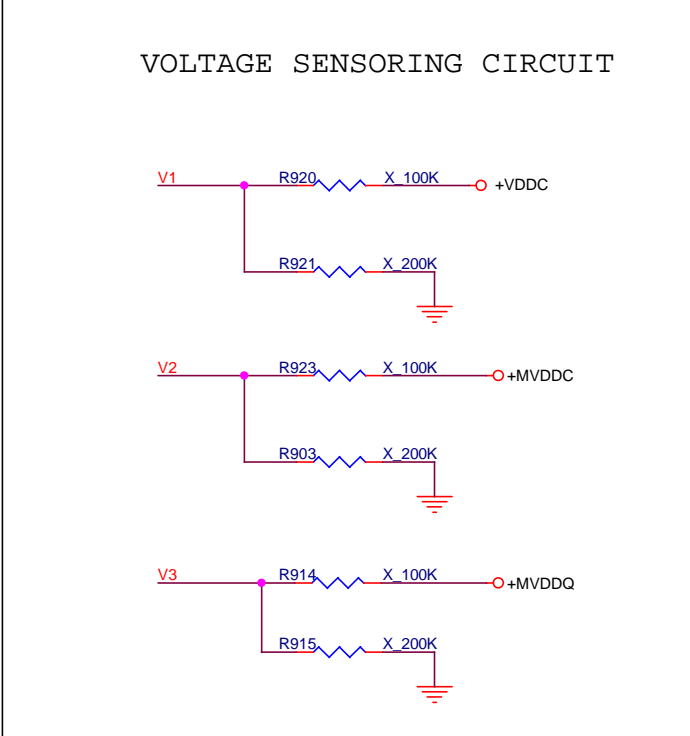 VOLTAGE SENSORING CIRCUIT
V1 R920 X_100K +VDDC
R921 X_200K
V2 R923 X_100K +MVDDC
R903 X_200K
V3 R914 X_100K +MVDDQ
R915 X_200K